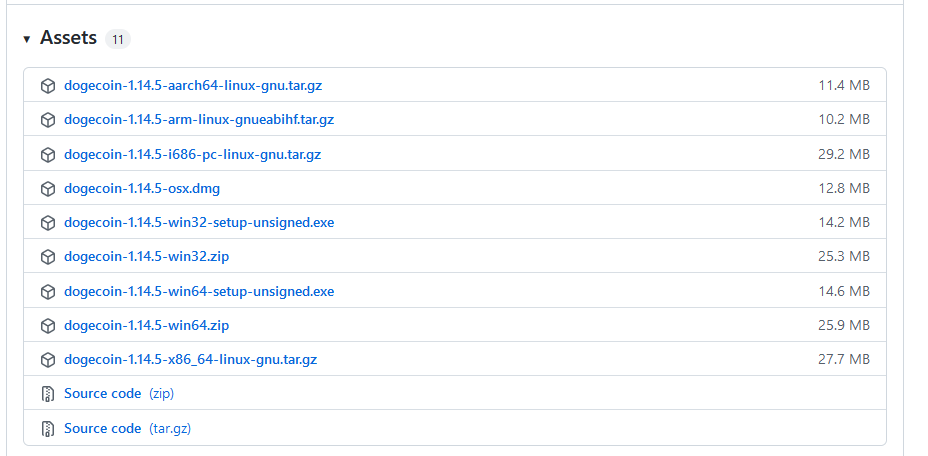 Assets 11
dogecoin-1.14.5-aarch64-linux-gnu.tar.gz 11.4 MB
dogecoin-1.14.5-arm-linux-gnueabihf.tar.gz 10.2 MB
dogecoin-1.14.5-i686-pc-linux-gnu.tar.gz 29.2 MB
dogecoin-1.14.5-osx.dmg 12.8 MB
dogecoin-1.14.5-win32-setup-unsigned.exe 14.2 MB
dogecoin-1.14.5-win32.zip 25.3 MB
dogecoin-1.14.5-win64-setup-unsigned.exe 14.6 MB
dogecoin-1.14.5-win64.zip 25.9 MB
dogecoin-1.14.5-x86_64-linux-gnu.tar.gz 27.7 MB
Source code (zip)
Source code (tar.gz)